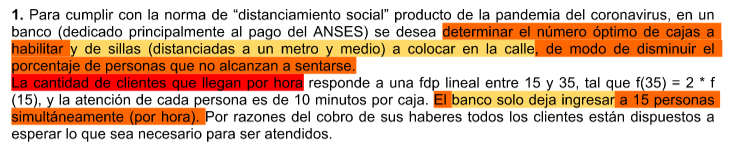 1. Para cumplir con la norma de “distanciamiento social” producto de la pandemia del coronavirus, en un
banco (dedicado principalmente al pago del ANSES) se desea determinar el número óptimo de cajas a
habilitar y de sillas (distanciadas a un metro y medio) a colocar en la calle, de modo de disminuir el
porcentaje de personas que no alcanzan a sentarse.
La cantidad de clientes que llegan por hora responde a una fdp lineal entre 15 y 35, tal que f(35) = 2 * f
(15), y la atención de cada persona es de 10 minutos por caja. El banco solo deja ingresar a 15 personas
simultáneamente (por hora). Por razones del cobro de sus haberes todos los clientes están dispuestos a
esperar lo que sea necesario para ser atendidos.